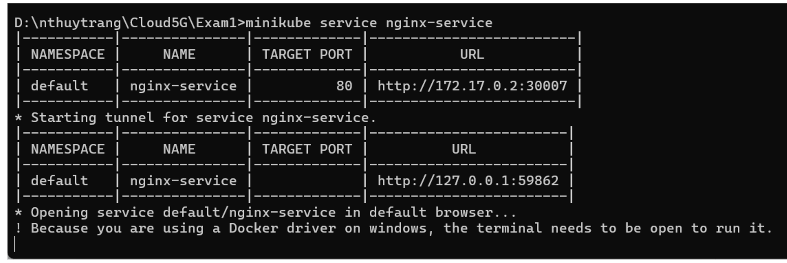 D:\nthuytrang\Cloud5G\Exam1>minikube service nginx-service
|-----------|---------------|-------------|-------------------------|
| NAMESPACE |     NAME      | TARGET PORT |           URL           |
|-----------|---------------|-------------|-------------------------|
| default   | nginx-service |          80 | http://172.17.0.2:30007 |
|-----------|---------------|-------------|-------------------------|
* Starting tunnel for service nginx-service.
|-----------|---------------|-------------|------------------------|
| NAMESPACE |     NAME      | TARGET PORT |          URL           |
|-----------|---------------|-------------|------------------------|
| default   | nginx-service |             | http://127.0.0.1:59862 |
|-----------|---------------|-------------|------------------------|
* Opening service default/nginx-service in default browser...
! Because you are using a Docker driver on windows, the terminal needs to be open to run it.